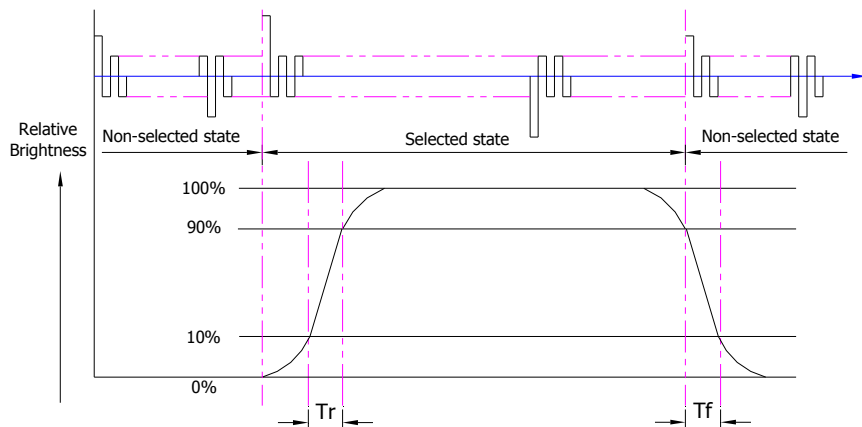 Relative
Brightness
Non-selected state
Selected state
Non-selected state
100%
90%
10%
0%
Tr
Tf